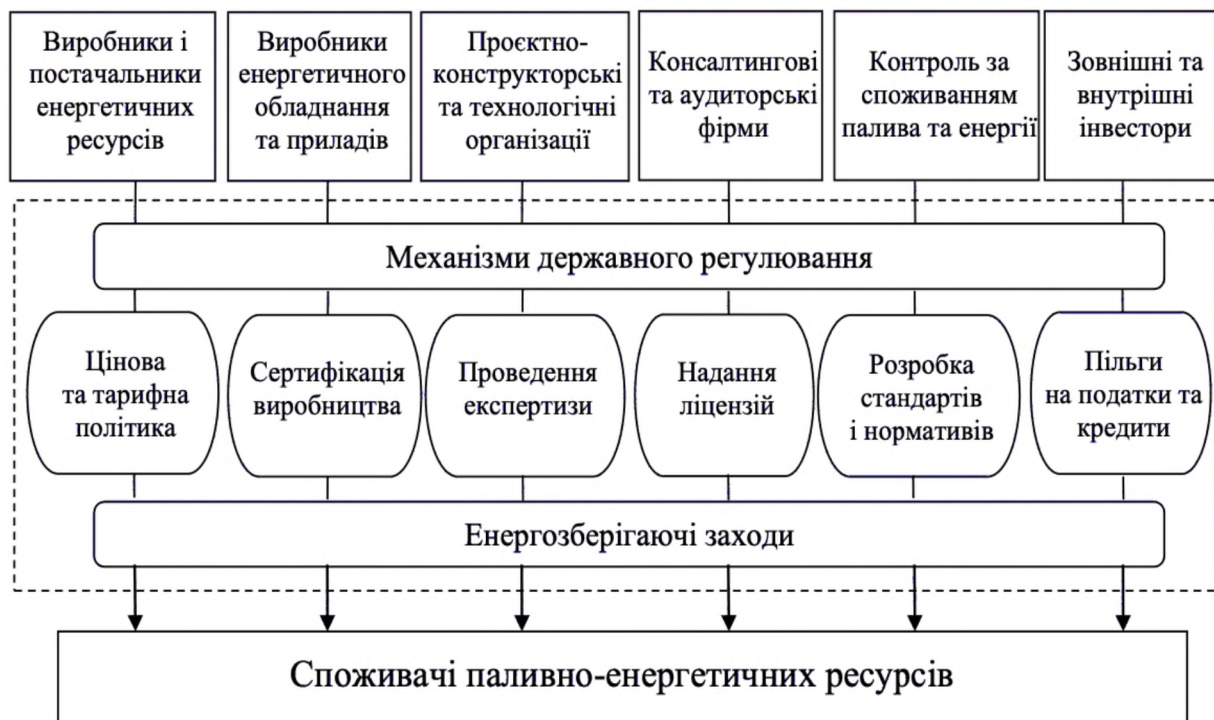 Виробники і
постачальники
енергетичних
ресурсів
Виробники
енергетичного
обладнання
та приладів
Проєктно-
конструкторські
та технологічні
організації
Консалтингові
та аудиторські
фірми
Контроль за
споживанням
палива та енергії
Зовнішні та
внутрішні
інвестори
Механізми державного регулювання
Цінова
та тарифна
політика
Сертифікація
виробництва
Проведення
експертизи
Надання
ліцензій
Розробка
стандартів
і нормативів
Пільги
на податки та
кредити
Енергозберігаючі заходи
Споживачі паливно-енергетичних ресурсів